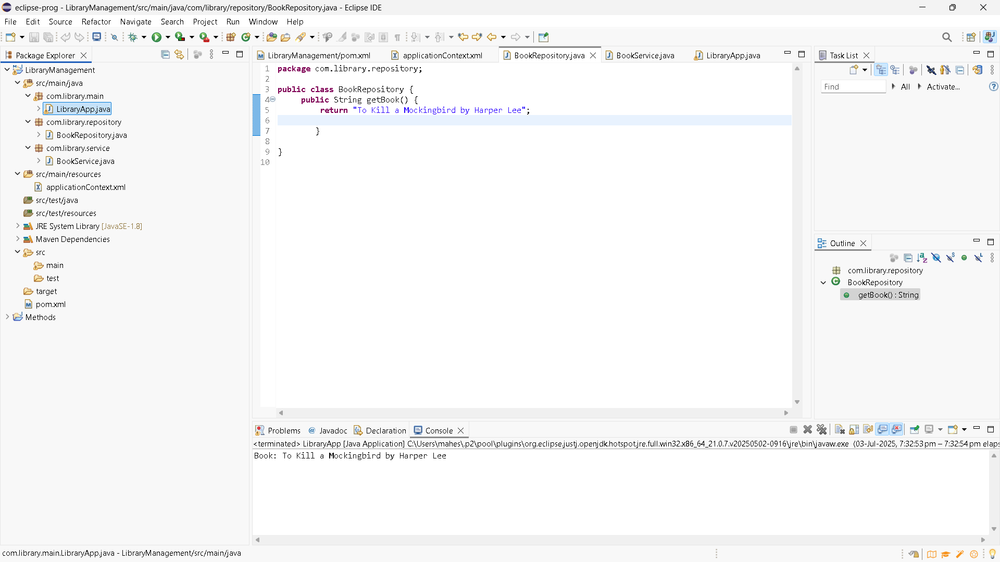 eclipse-prog - LibraryManagement/src/main/java/com/library/repository/BookRepository.java - Eclipse IDE
File Edit Source Refactor Navigate Search Project Run Window Help
Package Explorer
LibraryManagement
src/main/java
com.library.main
LibraryApp.java
com.library.repository
BookRepository.java
com.library.service
BookService.java
src/main/resources
applicationContext.xml
src/test/java
src/test/resources
JRE System Library [JavaSE-1.8]
Maven Dependencies
src
main
test
target
pom.xml
Methods
LibraryManagement/pom.xml applicationContext.xml BookRepository.java BookService.java LibraryApp.java
1 package com.library.repository;
2
3 public class BookRepository {
4 public String getBook() {
5 return "To Kill a Mockingbird by Harper Lee";
6
7 }
8
9 }
10
Task List
Find All Activate...
Outline
com.library.repository
BookRepository
getBook() : String
Problems @ Javadoc Declaration Console
<terminated> LibraryApp [Java Application] C:\Users\mahes\.p2\pool\plugins\org.eclipse.justj.openjdk.hotspot.jre.full.win32.x86_64_21.0.7.v20250502-0916\jre\bin\javaw.exe (03-Jul-2025, 7:32:53 pm – 7:32:54 pm elaps
Book: To Kill a Mockingbird by Harper Lee
com.library.main.LibraryApp.java - LibraryManagement/src/main/java